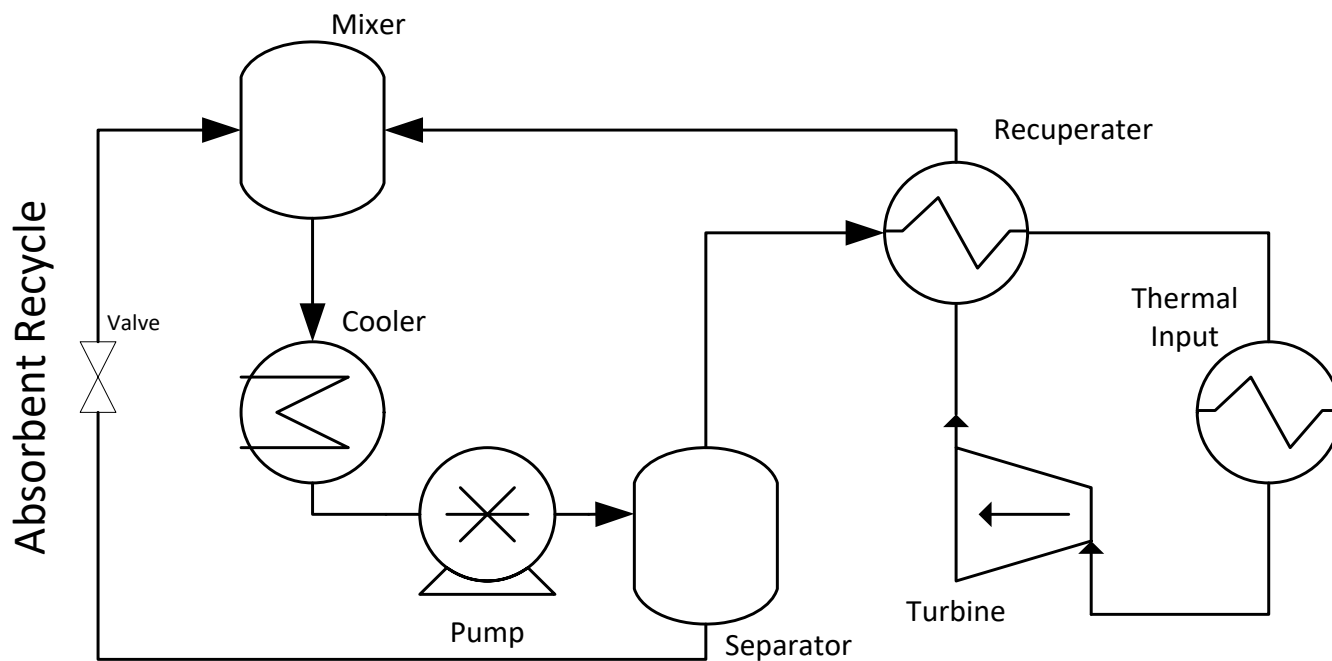 Mixer
Recuperater
Absorbent Recycle
Valve
Cooler
Thermal
Input
Pump
Separator
Turbine